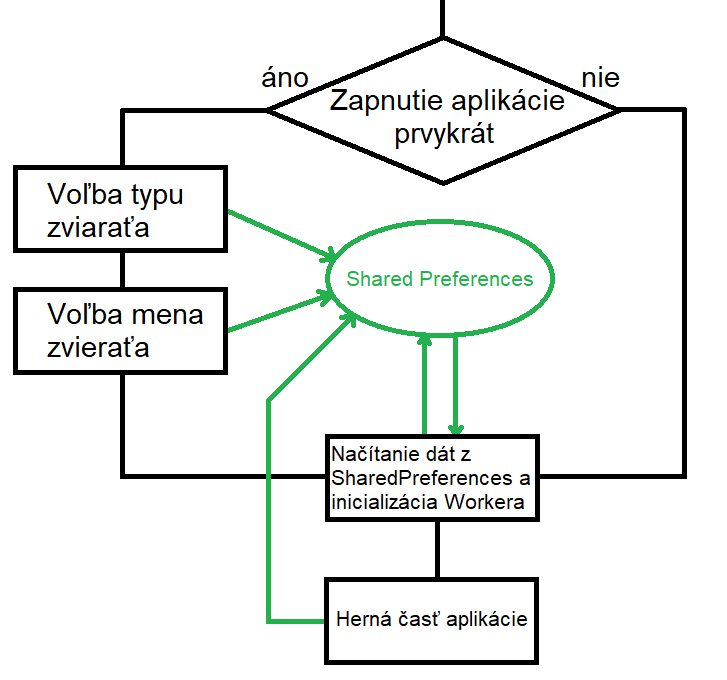 áno
nie
Zapnutie aplikácie
prvykrát
Voľba typu
zviaraťa
Shared Preferences
Voľba mena
zvieraťa
Načítanie dát z
SharedPreferences a
inicializácia Workera
Herná časť aplikácie